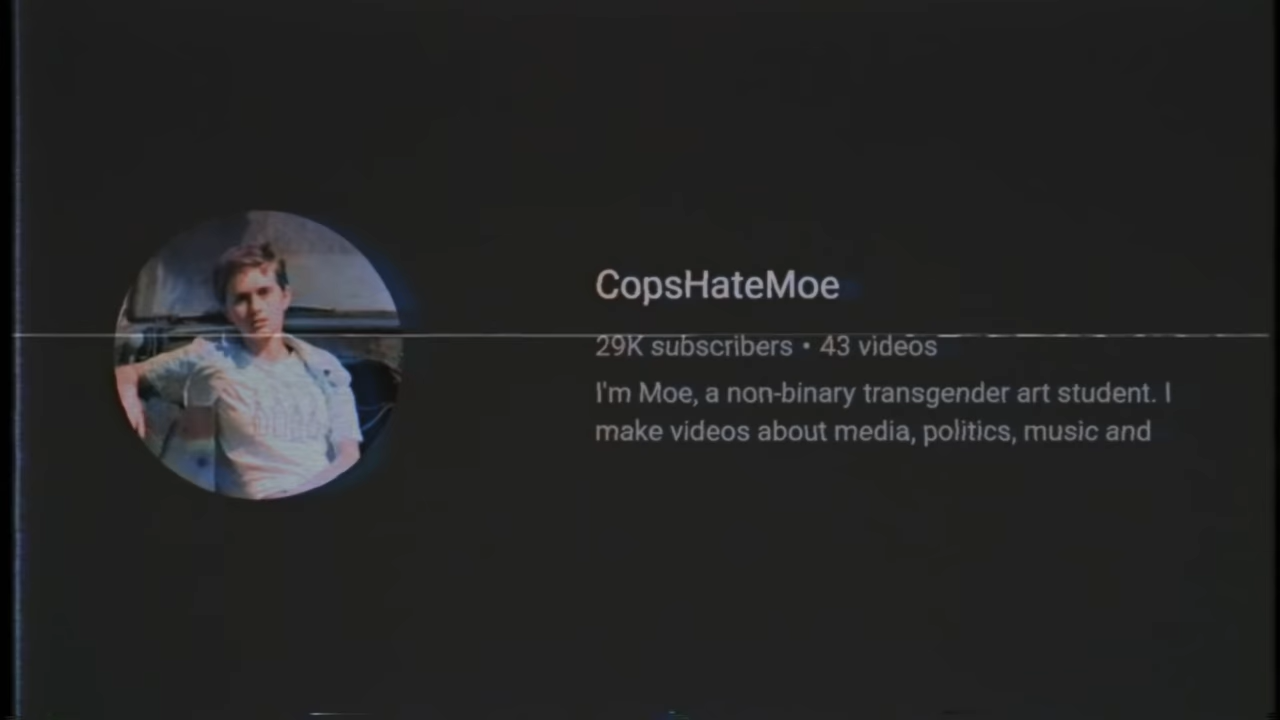 CopsHateMoe
29K subscribers • 43 videos
I'm Moe, a non-binary transgender art student. I
make videos about media, politics, music and